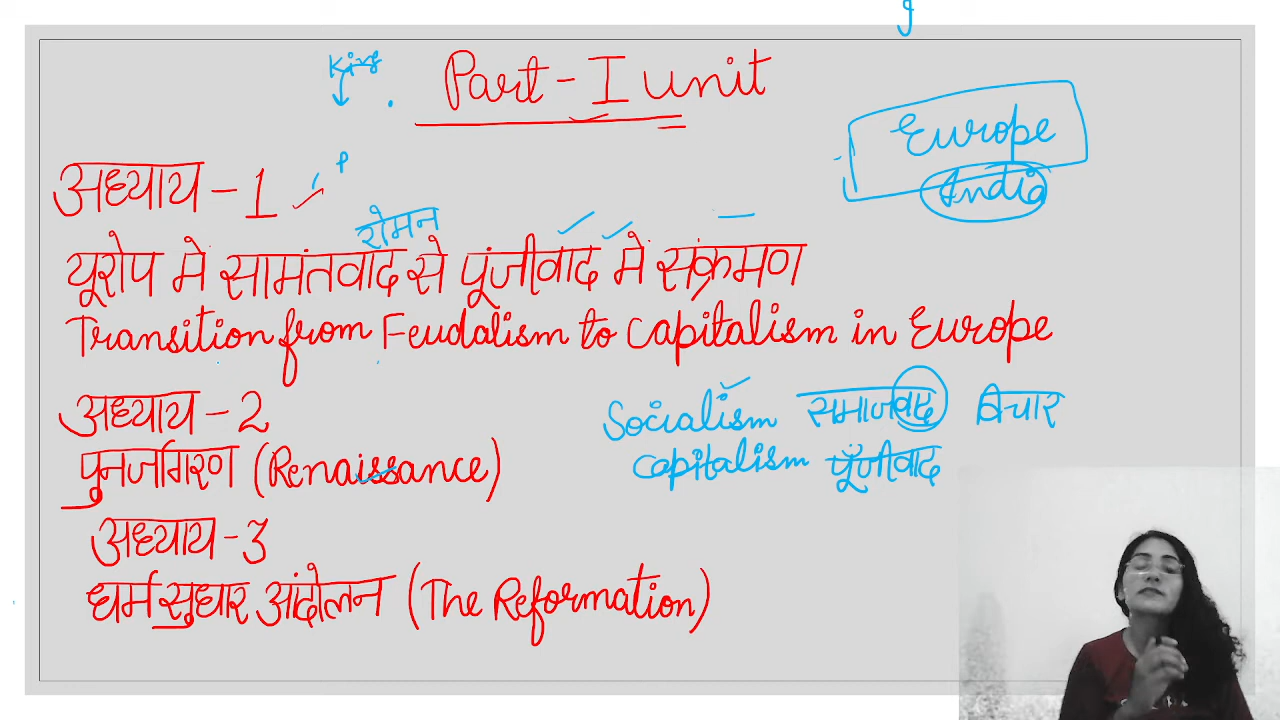 King
Part-I unit
Europe
India
अध्याय-1
P
रोमन
यूरोप मे सामंतवाद से पूंजीवाद मे संक्रमण
Transition from Feudalism to Capitalism in Europe
अध्याय-2
Socialism समाजवाद विचार
Capitalism पूँजीवाद
पुनर्जागरण (Renaissance)
अध्याय-3
धर्म सुधार आंदोलन (The Reformation)